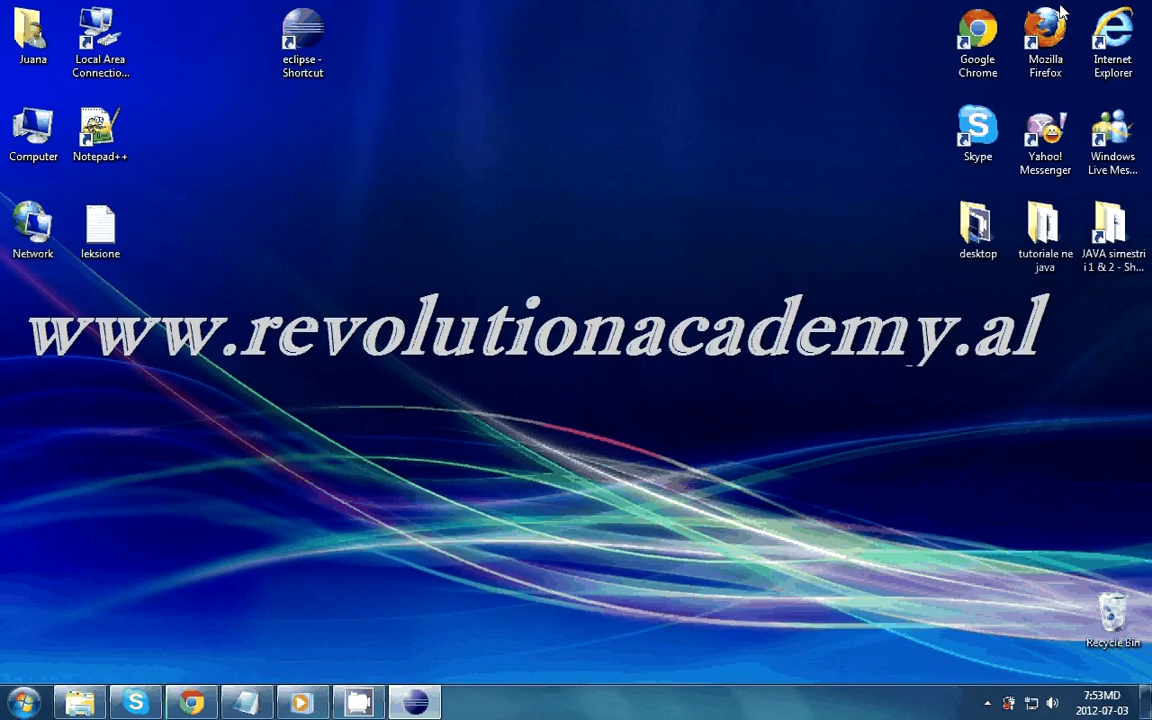 Juana
Local Area
Connectio...
eclipse -
Shortcut
Google
Chrome
Mozilla
Firefox
Internet
Explorer
Computer
Notepad++
Skype
Yahoo!
Messenger
Windows
Live Mes...
Network
leksione
desktop
tutoriale ne
java
JAVA simestri
i 1 & 2 - Sh...
www.revolutionacademy.al
Recycle Bin
7:53MD
2012-07-03